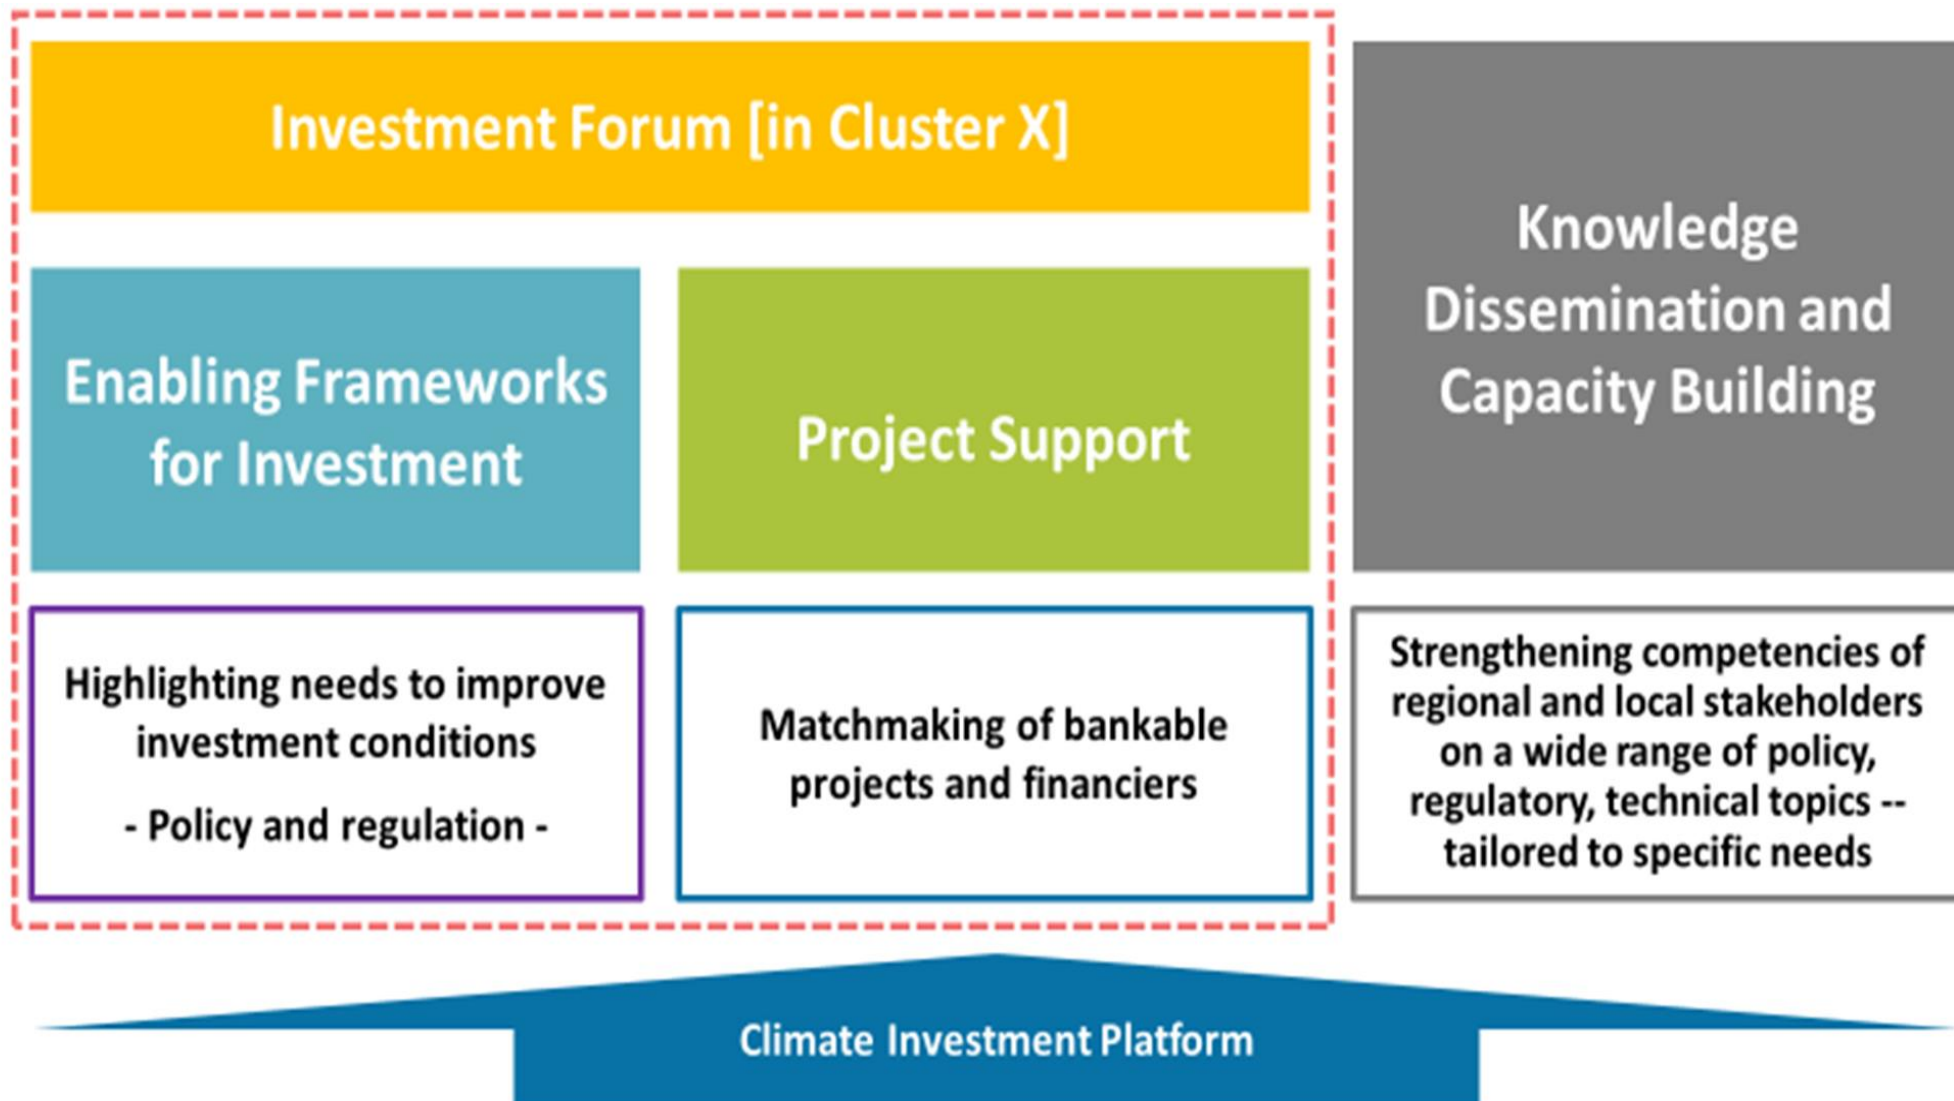 Investment Forum [in Cluster X]
Enabling Frameworks
for Investment
Project Support
Knowledge
Dissemination and
Capacity Building
Highlighting needs to improve
investment conditions
- Policy and regulation -
Matchmaking of bankable
projects and financiers
Strengthening competencies of
regional and local stakeholders
on a wide range of policy,
regulatory, technical topics --
tailored to specific needs
Climate Investment Platform